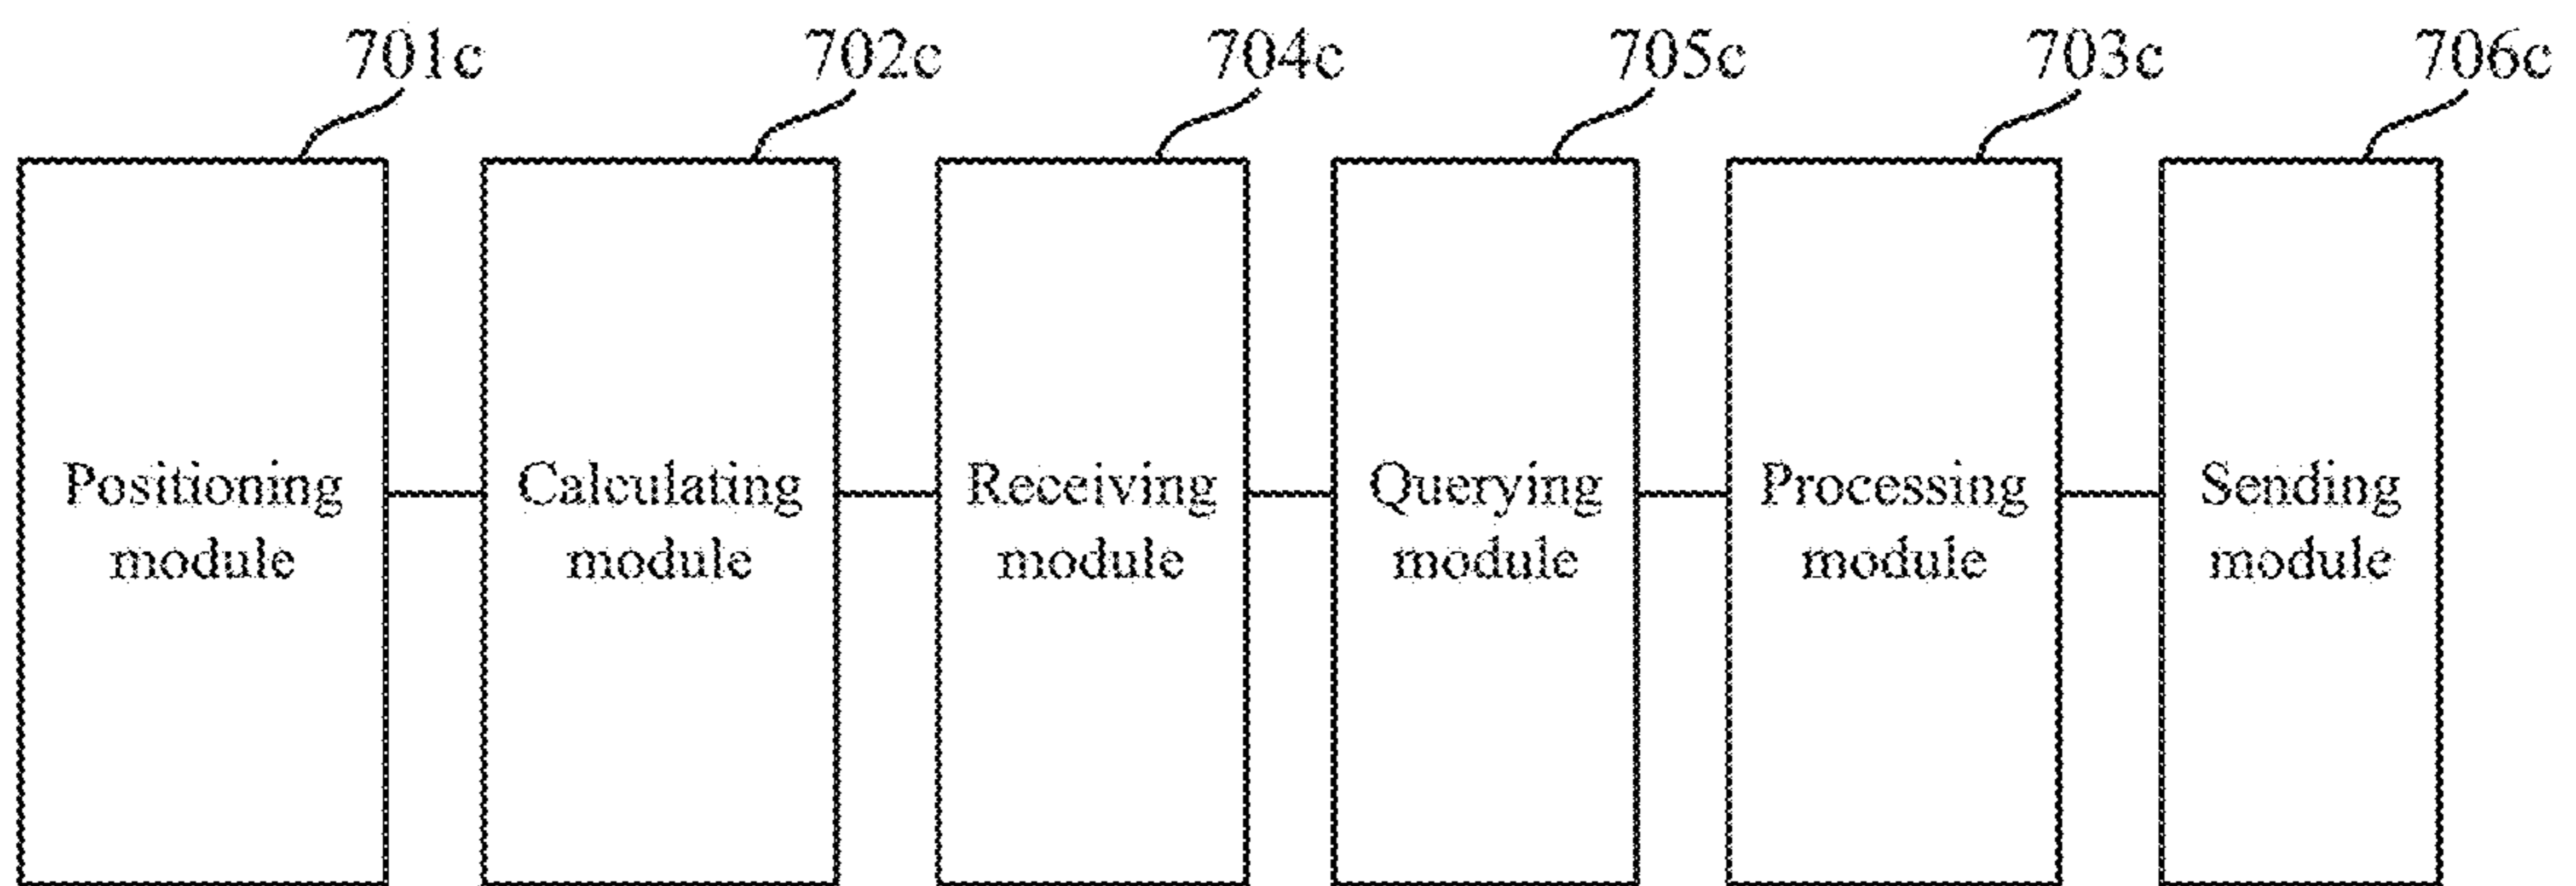 701c 702c 704c 705c 703c 706c
Positioning module
Calculating module
Receiving module
Querying module
Processing module
Sending module